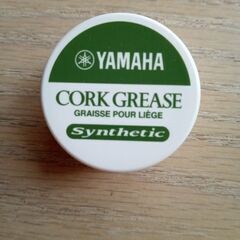 YAMAHA
CORK GREASE
GRAISSE POUR LIÈGE
Synthetic